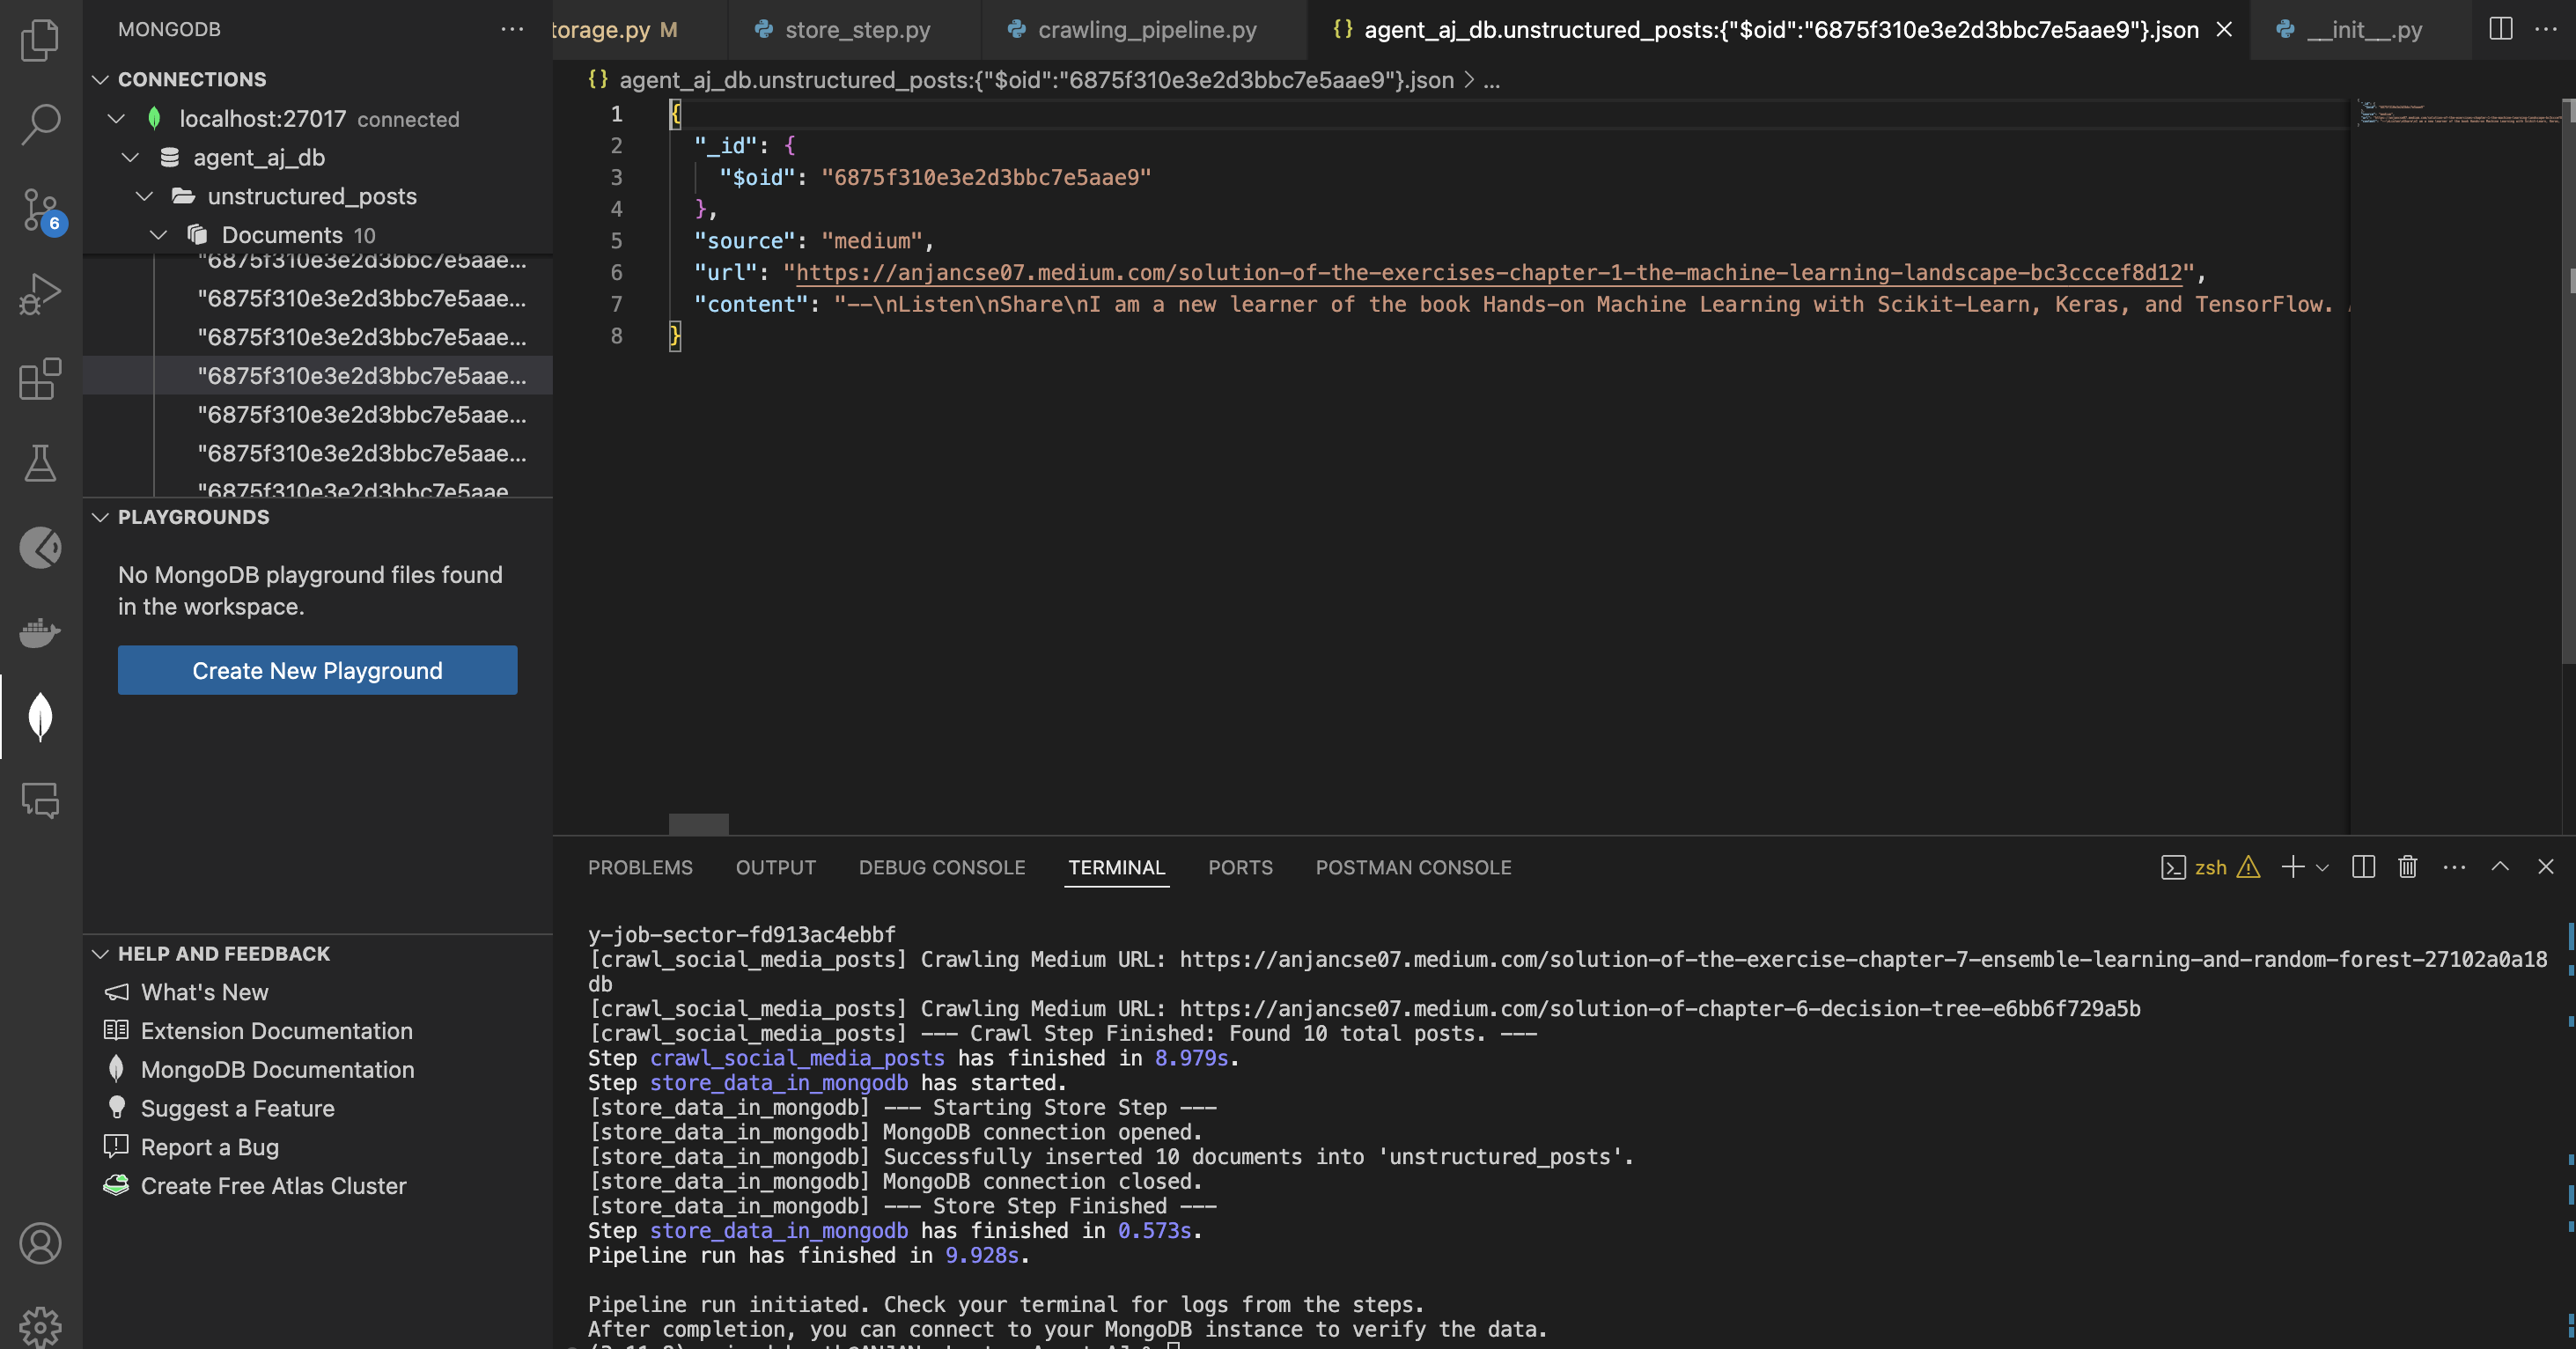 MONGODB
CONNECTIONS
localhost:27017 connected
agent_aj_db
unstructured_posts
Documents 10
"6875f310e3e2d3bbc7e5aae...
"6875f310e3e2d3bbc7e5aae...
"6875f310e3e2d3bbc7e5aae...
"6875f310e3e2d3bbc7e5aae...
"6875f310e3e2d3bbc7e5aae...
"6875f310e3e2d3bbc7e5aae...
"6875f310e3e2d3bbc7e5aae
PLAYGROUNDS
No MongoDB playground files found
in the workspace.
Create New Playground
HELP AND FEEDBACK
What's New
Extension Documentation
MongoDB Documentation
Suggest a Feature
Report a Bug
Create Free Atlas Cluster
6
torage.py M
store_step.py
crawling_pipeline.py
{} agent_aj_db.unstructured_posts:{"$oid":"6875f310e3e2d3bbc7e5aae9"}.json
__init__.py
{} agent_aj_db.unstructured_posts:{"$oid":"6875f310e3e2d3bbc7e5aae9"}.json > ...
1 {
2 "_id": {
3 "$oid": "6875f310e3e2d3bbc7e5aae9"
4 },
5 "source": "medium",
6 "url": "https://anjancse07.medium.com/solution-of-the-exercises-chapter-1-the-machine-learning-landscape-bc3cccef8d12",
7 "content": "--\nListen\nShare\nI am a new learner of the book Hands-on Machine Learning with Scikit-Learn, Keras, and TensorFlow.
8 }
PROBLEMS
OUTPUT
DEBUG CONSOLE
TERMINAL
PORTS
POSTMAN CONSOLE
zsh
y-job-sector-fd913ac4ebbf
[crawl_social_media_posts] Crawling Medium URL: https://anjancse07.medium.com/solution-of-the-exercise-chapter-7-ensemble-learning-and-random-forest-27102a0a18
db
[crawl_social_media_posts] Crawling Medium URL: https://anjancse07.medium.com/solution-of-chapter-6-decision-tree-e6bb6f729a5b
[crawl_social_media_posts] --- Crawl Step Finished: Found 10 total posts. ---
Step crawl_social_media_posts has finished in 8.979s.
Step store_data_in_mongodb has started.
[store_data_in_mongodb] --- Starting Store Step ---
[store_data_in_mongodb] MongoDB connection opened.
[store_data_in_mongodb] Successfully inserted 10 documents into 'unstructured_posts'.
[store_data_in_mongodb] MongoDB connection closed.
[store_data_in_mongodb] --- Store Step Finished ---
Step store_data_in_mongodb has finished in 0.573s.
Pipeline run has finished in 9.928s.
Pipeline run initiated. Check your terminal for logs from the steps.
After completion, you can connect to your MongoDB instance to verify the data.